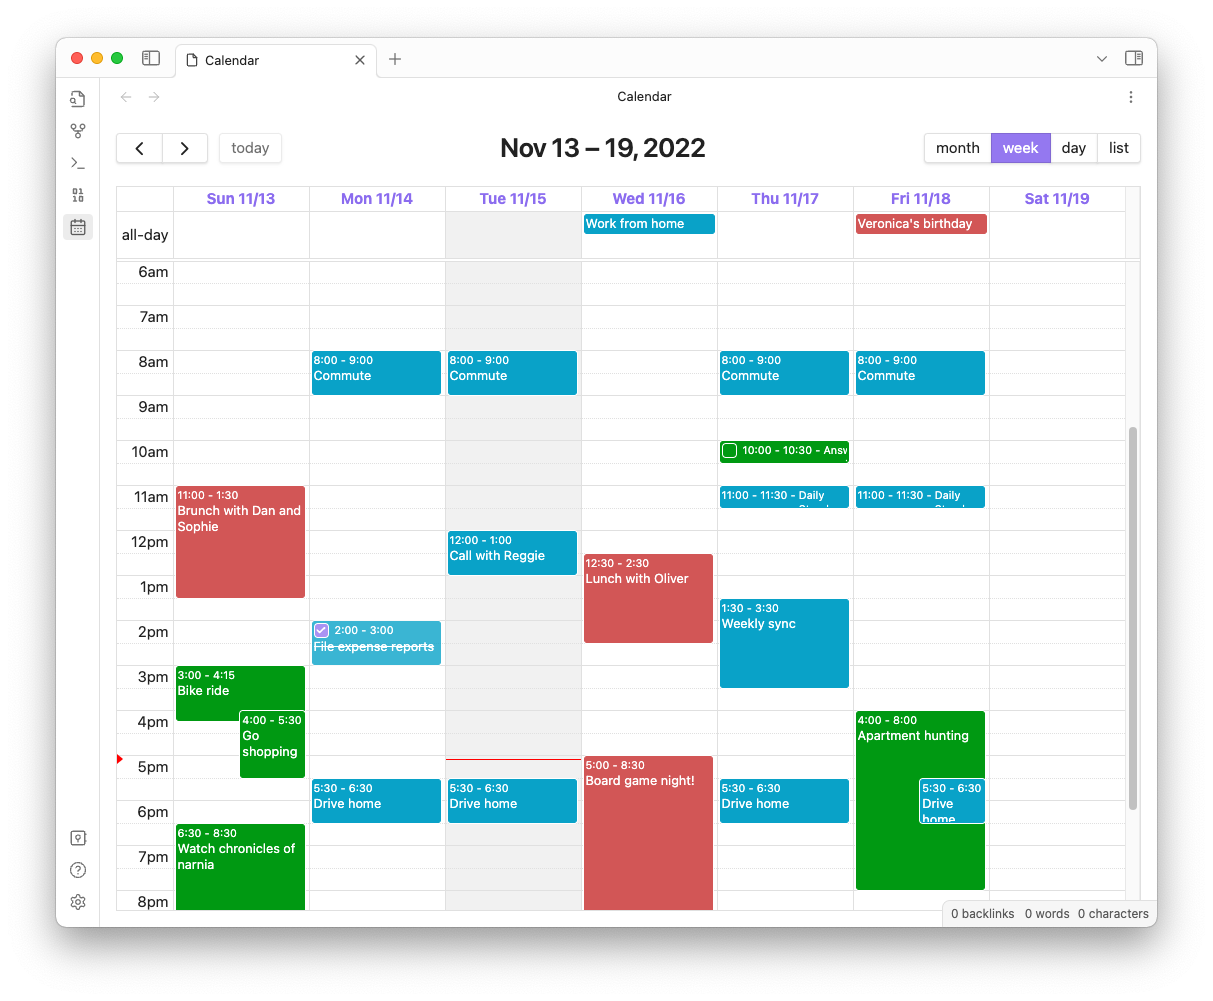 Calendar
Calendar
today
Nov 13 – 19, 2022
month
week
day
list
Sun 11/13
Mon 11/14
Tue 11/15
Wed 11/16
Thu 11/17
Fri 11/18
Sat 11/19
all-day
Work from home
Veronica's birthday
6am
7am
8am
8:00 - 9:00
Commute
8:00 - 9:00
Commute
8:00 - 9:00
Commute
8:00 - 9:00
Commute
9am
10am
10:00 - 10:30 - Answ
11am
11:00 - 1:30
Brunch with Dan and
Sophie
11:00 - 11:30 - Daily
11:00 - 11:30 - Daily
12pm
12:00 - 1:00
Call with Reggie
12:30 - 2:30
Lunch with Oliver
1pm
1:30 - 3:30
Weekly sync
2pm
2:00 - 3:00
File expense reports
3pm
3:00 - 4:15
Bike ride
4pm
4:00 - 5:30
Go
shopping
4:00 - 8:00
Apartment hunting
5pm
5:00 - 8:30
Board game night!
5:30 - 6:30
Drive home
5:30 - 6:30
Drive home
5:30 - 6:30
Drive home
5:30 - 6:30
Drive
home
6pm
6:30 - 8:30
Watch chronicles of
narnia
7pm
8pm
0 backlinks 0 words 0 characters